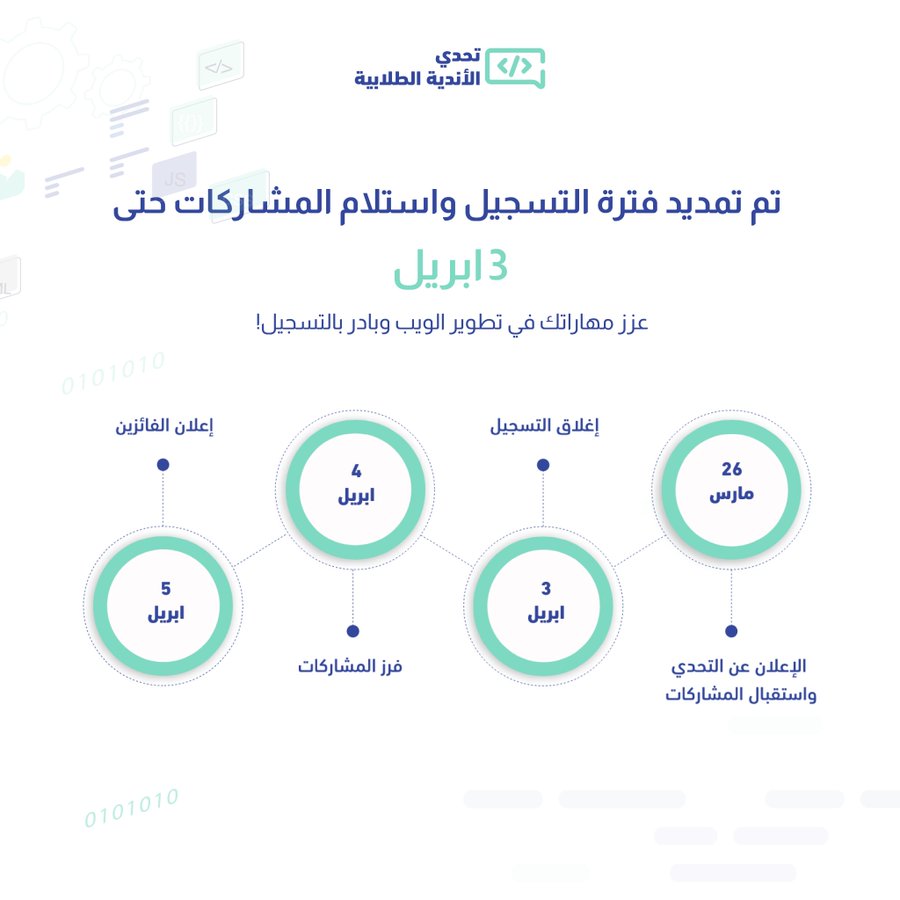 تحدي
الأندية الطلابية
</>
</>
{()}
JS
تم تمديد فترة التسجيل واستلام المشاركات حتى
3 ابريل
عزز مهاراتك في تطوير الويب وبادر بالتسجيل!
0101010
26
مارس
الإعلان عن التحدي
واستقبال المشاركات
إغلاق التسجيل
3
ابريل
4
ابريل
فرز المشاركات
إعلان الفائزين
5
ابريل
0101010